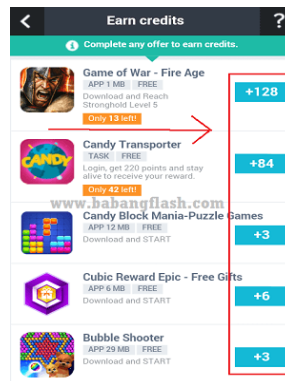 Earn credits
?
Complete any offer to earn credits.
Game of War - Fire Age
APP 1 MB FREE
Download and Reach
Stronghold Level 5
Only 13 left!
+128
Candy Transporter
TASK FREE
Login, get 220 points and stay
alive to receive your reward.
Only 42 left!
+84
CANDY
www.babangflash.com
Candy Block Mania-Puzzle Games
APP 12 MB FREE
Download and START
+3
Cubic Reward Epic - Free Gifts
APP 6 MB FREE
Download and START
+6
Bubble Shooter
APP 29 MB FREE
Download and START
+3